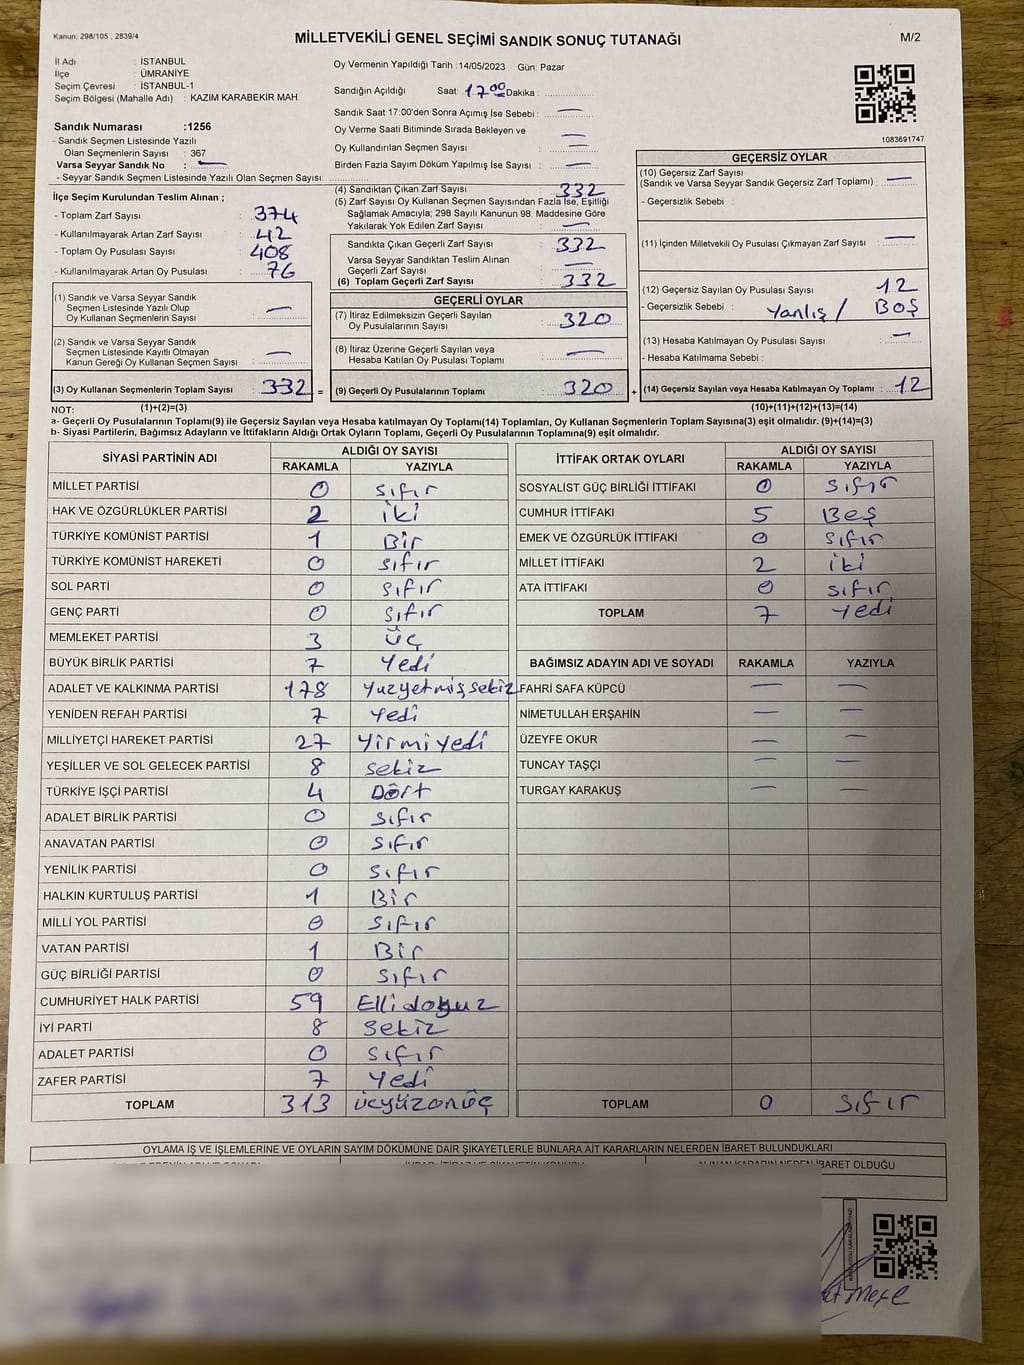 Kanun: 298/105 , 2839/4
MİLLETVEKİLİ GENEL SEÇİMİ SANDIK SONUÇ TUTANAĞI
M/2
İl Adı : İSTANBUL
İlçe : ÜMRANİYE
Seçim Çevresi : İSTANBUL-1
Seçim Bölgesi (Mahalle Adı) : KAZIM KARABEKİR MAH.
Sandık Numarası :1256
- Sandık Seçmen Listesinde Yazılı
Olan Seçmenlerin Sayısı : 367
Varsa Seyyar Sandık No : —
- Seyyar Sandık Seçmen Listesinde Yazılı Olan Seçmen Sayısı:
Oy Vermenin Yapıldığı Tarih :14/05/2023 Gün: Pazar
Sandığın Açıldığı Saat: 17 00 Dakika :
Sandık Saat 17:00'den Sonra Açımış İse Sebebi : —
Oy Verme Saati Bitiminde Sırada Bekleyen ve —
Oy Kullandırılan Seçmen Sayısı : —
Birden Fazla Sayım Döküm Yapılmış İse Sayısı : —
1083691747
İlçe Seçim Kurulundan Teslim Alınan ;
- Toplam Zarf Sayısı : 374
- Kullanılmayarak Artan Zarf Sayısı : 42
- Toplam Oy Pusulası Sayısı : 408
- Kullanılmayarak Artan Oy Pusulası : 76
(1) Sandık ve Varsa Seyyar Sandık
Seçmen Listesinde Yazılı Olup
Oy Kullanan Seçmenlerin Sayısı : —
(2) Sandık ve Varsa Seyyar Sandık
Seçmen Listesinde Kayıtlı Olmayan
Kanun Gereği Oy Kullanan Seçmen Sayısı : —
(3) Oy Kullanan Seçmenlerin Toplam Sayısı : 332 =
(4) Sandıktan Çıkan Zarf Sayısı : 332
(5) Zarf Sayısı Oy Kullanan Seçmen Sayısından Fazla İse, Eşitliği
Sağlamak Amacıyla; 298 Sayılı Kanunun 98. Maddesine Göre
Yakılarak Yok Edilen Zarf Sayısı : —
Sandıkta Çıkan Geçerli Zarf Sayısı : 332
Varsa Seyyar Sandıktan Teslim Alınan
Geçerli Zarf Sayısı : —
(6) Toplam Geçerli Zarf Sayısı : 332
GEÇERLİ OYLAR
(7) İtiraz Edilmeksizin Geçerli Sayılan
Oy Pusulalarının Sayısı : 320
(8) İtiraz Üzerine Geçerli Sayılan veya
Hesaba Katılan Oy Pusulası Toplamı : —
(9) Geçerli Oy Pusulalarının Toplamı : 320 +
GEÇERSİZ OYLAR
(10) Geçersiz Zarf Sayısı
(Sandık ve Varsa Seyyar Sandık Geçersiz Zarf Toplamı) : —
- Geçersizlik Sebebi :
(11) İçinden Milletvekili Oy Pusulası Çıkmayan Zarf Sayısı : —
(12) Geçersiz Sayılan Oy Pusulası Sayısı : 12
- Geçersizlik Sebebi : Yanlış / BOŞ
(13) Hesaba Katılmayan Oy Pusulası Sayısı : —
- Hesaba Katılmama Sebebi :
(14) Geçersiz Sayılan veya Hesaba Katılmayan Oy Toplamı : 12
NOT: (1)+(2)=(3) (10)+(11)+(12)+(13)=(14)
a- Geçerli Oy Pusulalarının Toplamı(9) ile Geçersiz Sayılan veya Hesaba katılmayan Oy Toplamı(14) Toplamları, Oy Kullanan Seçmenlerin Toplam Sayısına(3) eşit olmalıdır. (9)+(14)=(3)
b- Siyasi Partilerin, Bağımsız Adayların ve İttifakların Aldığı Ortak Oyların Toplamı, Geçerli Oy Pusulalarının Toplamına(9) eşit olmalıdır.
SİYASİ PARTİNİN ADI ALDIĞI OY SAYISI
RAKAMLA YAZIYLA
MİLLET PARTİSİ 0 sıfır
HAK VE ÖZGÜRLÜKLER PARTİSİ 2 iki
TÜRKİYE KOMÜNİST PARTİSİ 1 Bir
TÜRKİYE KOMÜNİST HAREKETİ 0 sıfır
SOL PARTİ 0 sıfır
GENÇ PARTİ 0 sıfır
MEMLEKET PARTİSİ 3 üç
BÜYÜK BİRLİK PARTİSİ 7 Yedi
ADALET VE KALKINMA PARTİSİ 178 Yuzyetmişsekiz
YENİDEN REFAH PARTİSİ 7 Yedi
MİLLİYETÇİ HAREKET PARTİSİ 27 Yirmiyedi
YEŞİLLER VE SOL GELECEK PARTİSİ 8 sekiz
TÜRKİYE İŞÇİ PARTİSİ 4 Dört
ADALET BİRLİK PARTİSİ 0 sıfır
ANAVATAN PARTİSİ 0 sıfır
YENİLİK PARTİSİ 0 sıfır
HALKIN KURTULUŞ PARTİSİ 1 Bir
MİLLİ YOL PARTİSİ 0 sıfır
VATAN PARTİSİ 1 Bir
GÜÇ BİRLİĞİ PARTİSİ 0 sıfır
CUMHURİYET HALK PARTİSİ 59 Ellidoguz
İYİ PARTİ 8 sekiz
ADALET PARTİSİ 0 sıfır
ZAFER PARTİSİ 7 Yedi
TOPLAM 313 üçyüzonüç
İTTİFAK ORTAK OYLARI ALDIĞI OY SAYISI
RAKAMLA YAZIYLA
SOSYALİST GÜÇ BİRLİĞİ İTTİFAKI 0 sıfır
CUMHUR İTTİFAKI 5 Beş
EMEK VE ÖZGÜRLÜK İTTİFAKI 0 sıfır
MİLLET İTTİFAKI 2 iki
ATA İTTİFAKI 0 sıfır
TOPLAM 7 Yedi
BAĞIMSIZ ADAYIN ADI VE SOYADI RAKAMLA YAZIYLA
FAHRİ SAFA KÜPCÜ — —
NİMETULLAH ERŞAHİN — —
ÜZEYFE OKUR — —
TUNCAY TAŞÇI — —
TURGAY KARAKUŞ — —
TOPLAM 0 sıfır
OYLAMA İŞ VE İŞLEMLERİNE VE OYLARIN SAYIM DÖKÜMÜNE DAİR ŞİKAYETLERLE BUNLARA AİT KARARLARIN NELERDEN İBARET BULUNDUKLARI
ALINAN KARARIN NEDEN İBARET OLDUĞU